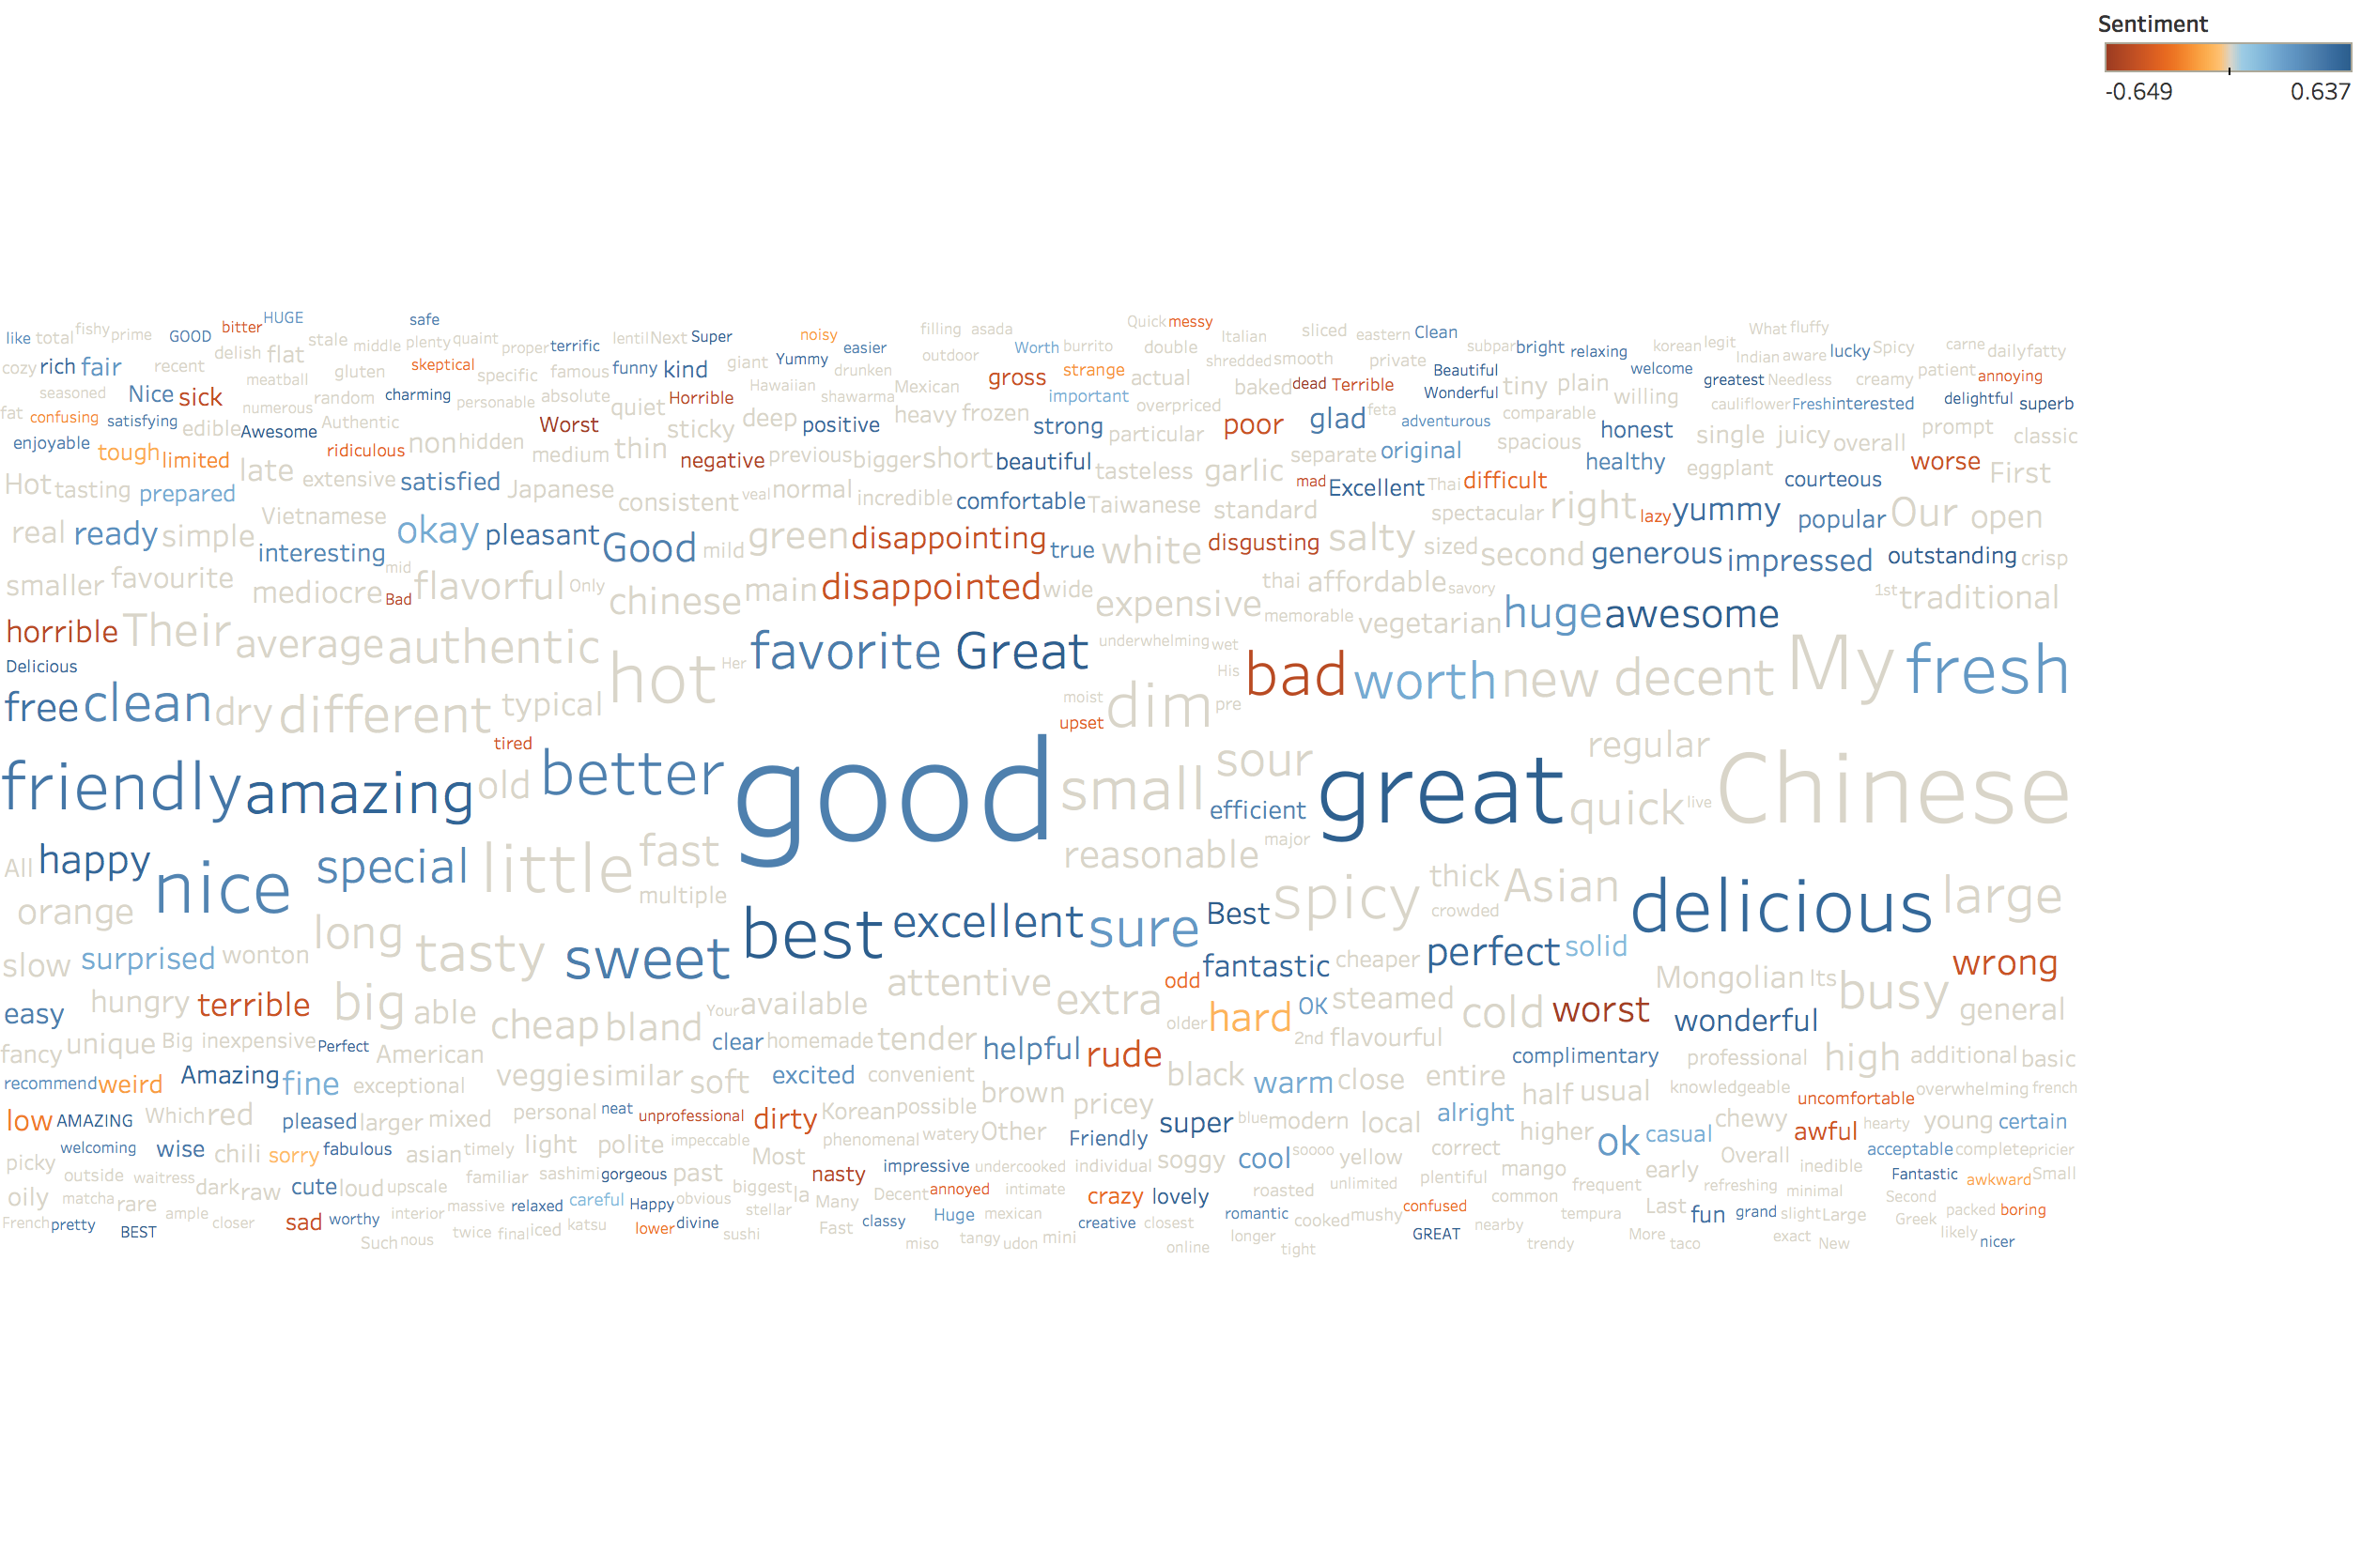 Sentiment
-0.649 0.637
HUGE safe Quick messy
like total fishy prime GOOD bitter stale middle plenty quaint proper terrific lentil Next Super noisy easier filling asada Worth burrito double Italian sliced eastern Clean subpar bright relaxing korean legit What fluffy
cozy rich fair recent delish flat skeptical specific famous funny kind giant Yummy drunken outdoor strange actual shredded smooth private Beautiful welcome Indian aware lucky Spicy carne daily fatty
seasoned Nice sick meatball gluten random charming personable absolute Horrible Hawaiian shawarma Mexican gross important baked dead Terrible Wonderful tiny plain willing greatest Needless creamy patient annoying
fat confusing satisfying edible numerous Awesome Authentic Worst quiet sticky deep positive heavy frozen strong overpriced poor glad feta adventurous comparable honest cauliflower Fresh interested delightful superb
enjoyable tough limited ridiculous non hidden medium thin negative previous bigger short beautiful particular separate original spacious healthy single juicy overall prompt classic
Hot tasting prepared late extensive satisfied Japanese consistent veal normal incredible comfortable tasteless garlic mad Excellent Thai difficult eggplant courteous worse First
real ready simple Vietnamese okay pleasant Good mild green disappointing true Taiwanese white standard disgusting salty sized spectacular right lazy yummy popular Our open
smaller favourite interesting mid mediocre Bad flavorful Only chinese main disappointed wide expensive thai affordable savory second generous impressed outstanding crisp
horrible Their average authentic hot Her favorite Great underwhelming wet memorable vegetarian huge awesome 1st traditional
Delicious free clean dry different typical moist upset dim His pre bad worth new decent My fresh
friendly amazing tired old better good small sour efficient great regular quick live Chinese
All happy nice special little fast multiple reasonable major spicy thick crowded Asian delicious large
orange long tasty sweet best excellent sure Best
slow surprised wonton attentive odd fantastic cheaper perfect solid Mongolian Its wrong
easy hungry terrible big able cheap bland Your available extra older hard OK steamed cold worst wonderful busy general
fancy unique Big inexpensive Perfect American clear homemade tender helpful rude 2nd flavourful complimentary professional high additional basic
recommend weird Amazing fine exceptional veggie similar soft excited convenient brown black warm close entire half usual knowledgeable overwhelming french
low AMAZING Which red pleased larger mixed personal neat unprofessional dirty Korean possible pricey super blue modern local alright higher chewy uncomfortable hearty young certain
picky welcoming wise chili sorry fabulous asian timely light polite impeccable Most phenomenal watery Other Friendly soggy cool soooo yellow correct mango ok casual Overall awful acceptable complete pricier
oily outside waitress dark raw cute loud upscale familiar sashimi gorgeous past biggest la nasty impressive undercooked individual roasted unlimited plentiful common frequent early refreshing inedible minimal Fantastic awkward Small
French pretty matcha rare ample closer sad worthy interior massive relaxed careful Happy obvious stellar Many Decent annoyed intimate mexican crazy lovely romantic cooked mushy confused nearby tempura Last fun grand slight Large Second Greek packed boring
BEST Such nous twice final iced katsu lower divine sushi Fast classy Huge miso tangy udon mini creative closest online longer tight GREAT trendy More taco exact New likely nicer